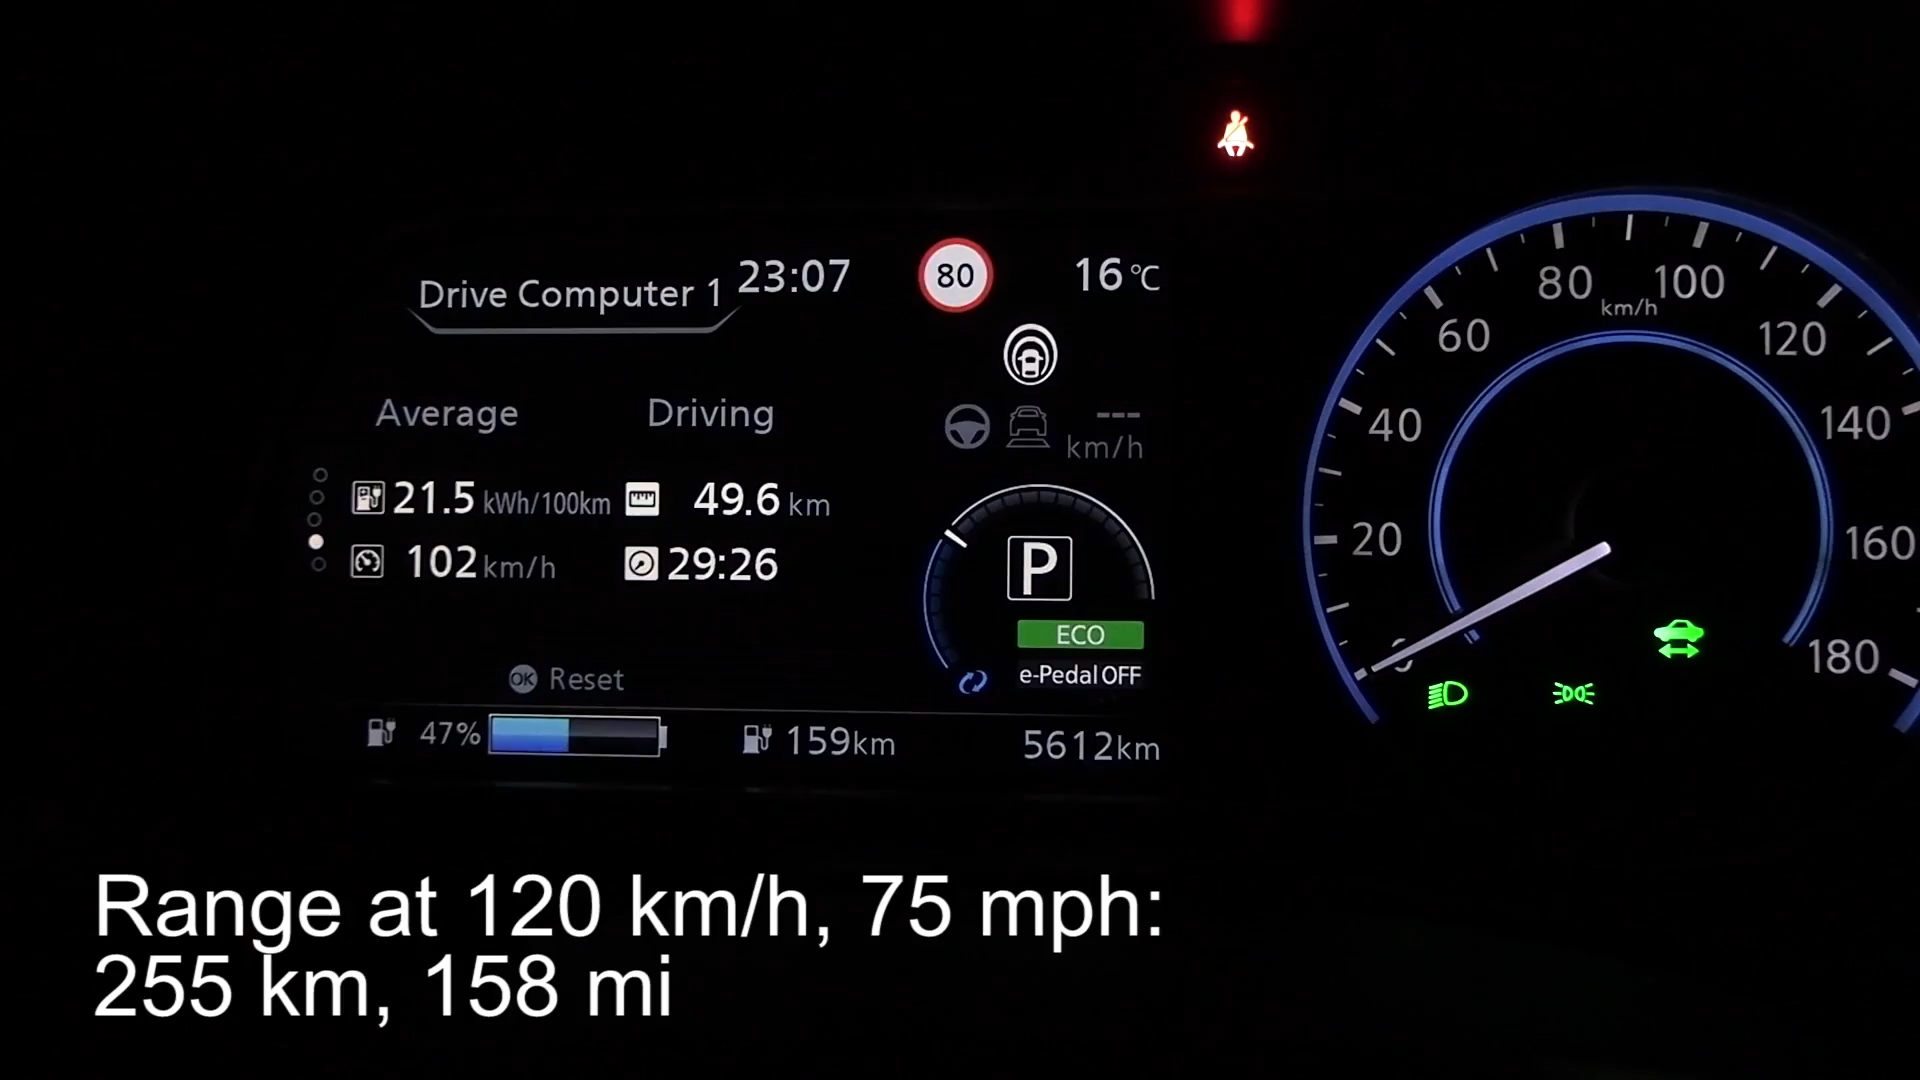 Drive Computer 1
23:07
80
16 °C
Average
Driving
---
km/h
21.5 kWh/100km
49.6 km
102 km/h
29:26
P
ECO
e-Pedal OFF
OK Reset
47%
159km
5612km
0
20
40
60
80
100
120
140
160
180
km/h
Range at 120 km/h, 75 mph:
255 km, 158 mi